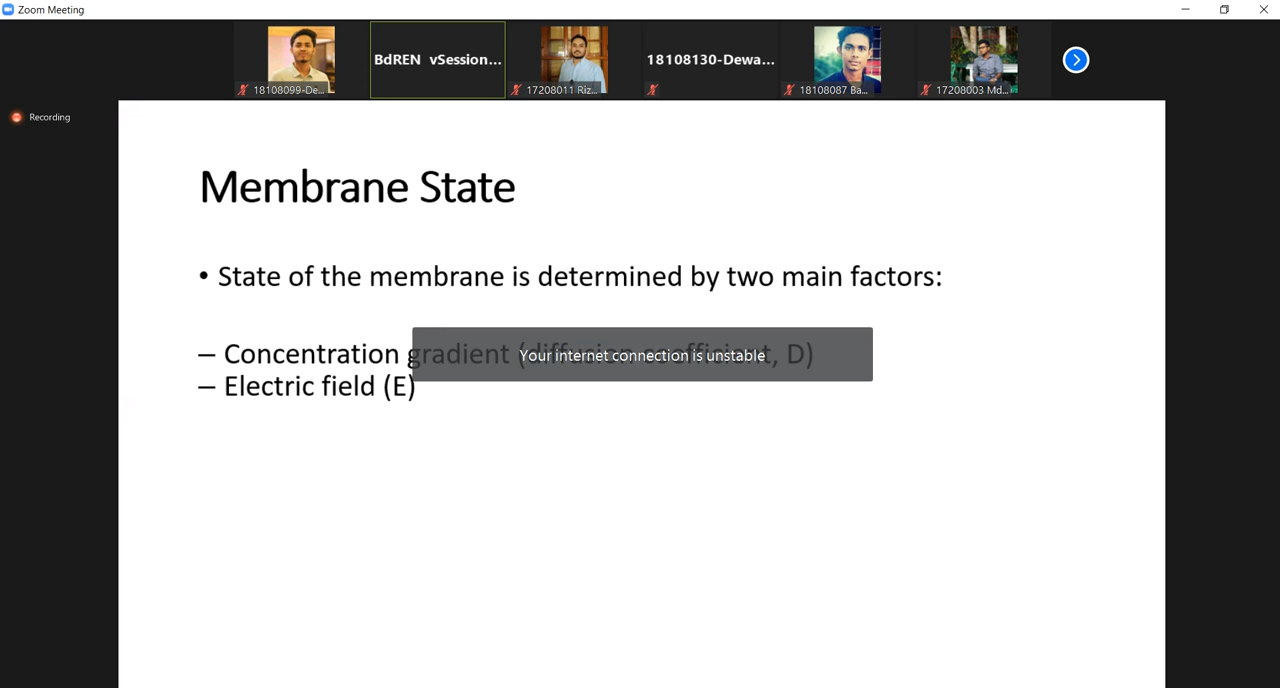 Zoom Meeting
18108099-De...
BdREN vSession...
17208011 Riz...
18108130-Dewa...
18108087 Ba...
17208003 Md...
Recording
Membrane State
• State of the membrane is determined by two main factors:
– Concentration gradient (diffusion coefficient, D)
Your internet connection is unstable
– Electric field (E)